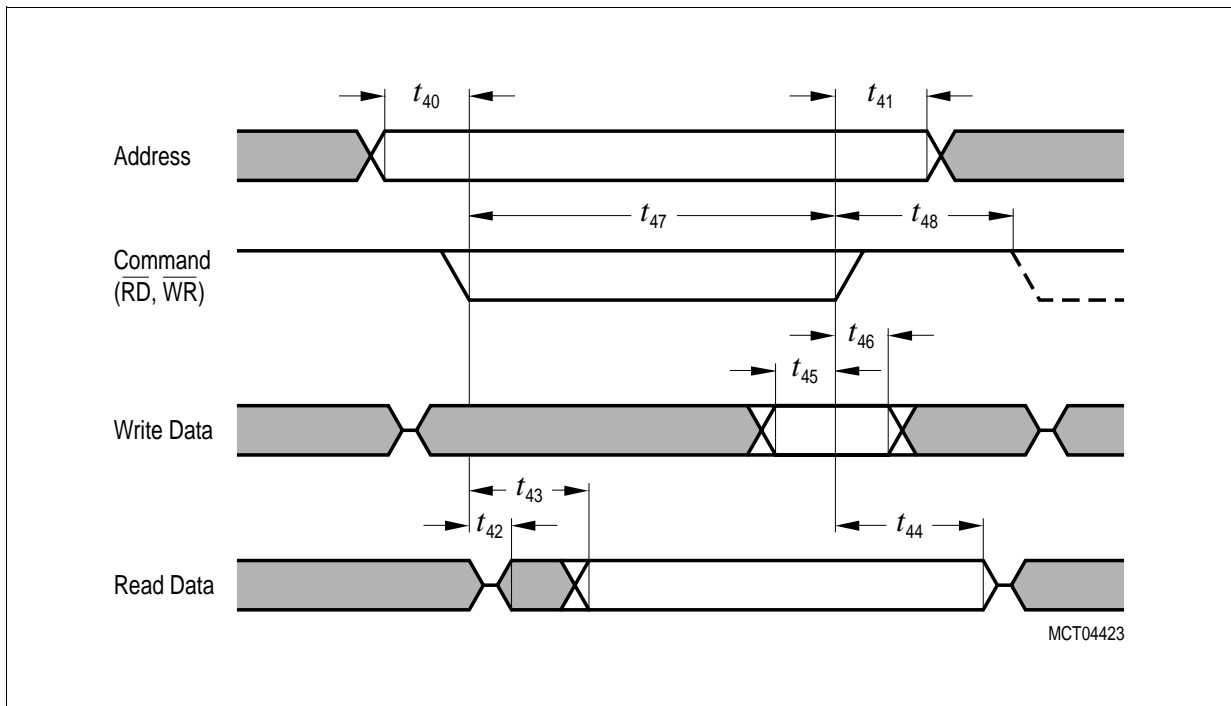 t40
t41
Address
t47
t48
Command
(RD, WR)
t46
t45
Write Data
t43
t42
t44
Read Data
MCT04423